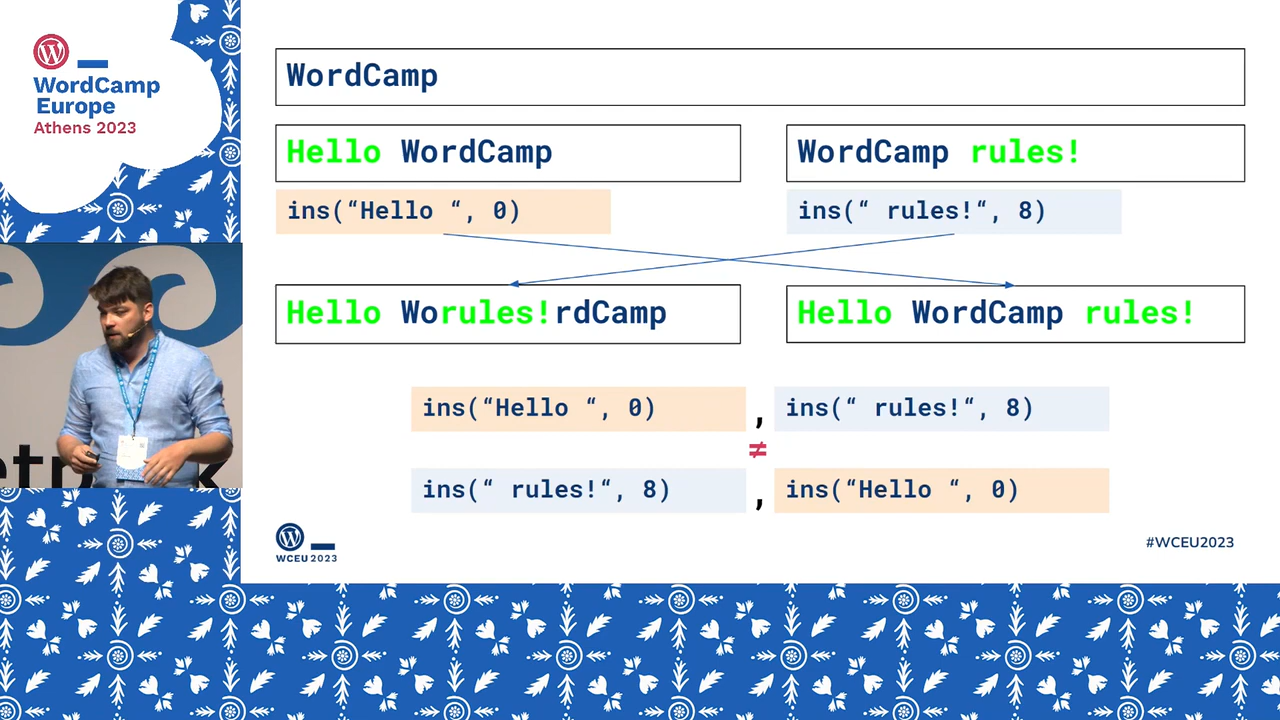 WordCamp
Europe
Athens 2023
WordCamp
Hello WordCamp
WordCamp rules!
ins(“Hello “, 0)
ins(“ rules!“, 8)
Hello Worules!rdCamp
Hello WordCamp rules!
ins(“Hello “, 0) , ins(“ rules!“, 8)
≠
ins(“ rules!“, 8) , ins(“Hello “, 0)
WCEU 2023
#WCEU2023